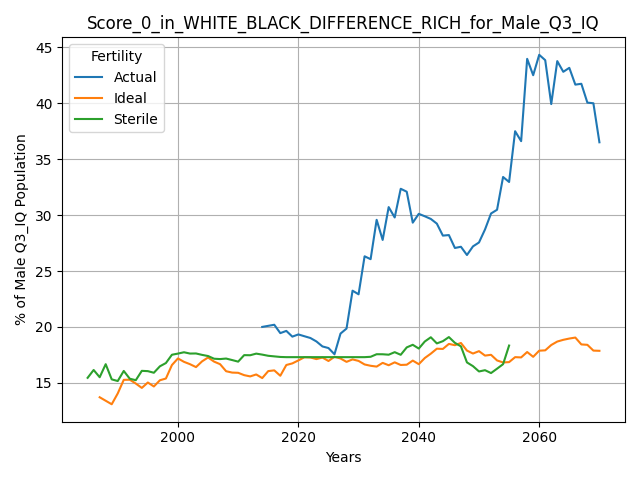 Score_0_in_WHITE_BLACK_DIFFERENCE_RICH_for_Male_Q3_IQ
Fertility
Actual
Ideal
Sterile
% of Male Q3_IQ Population
45
40
35
30
25
20
15
2000
2020
2040
2060
Years